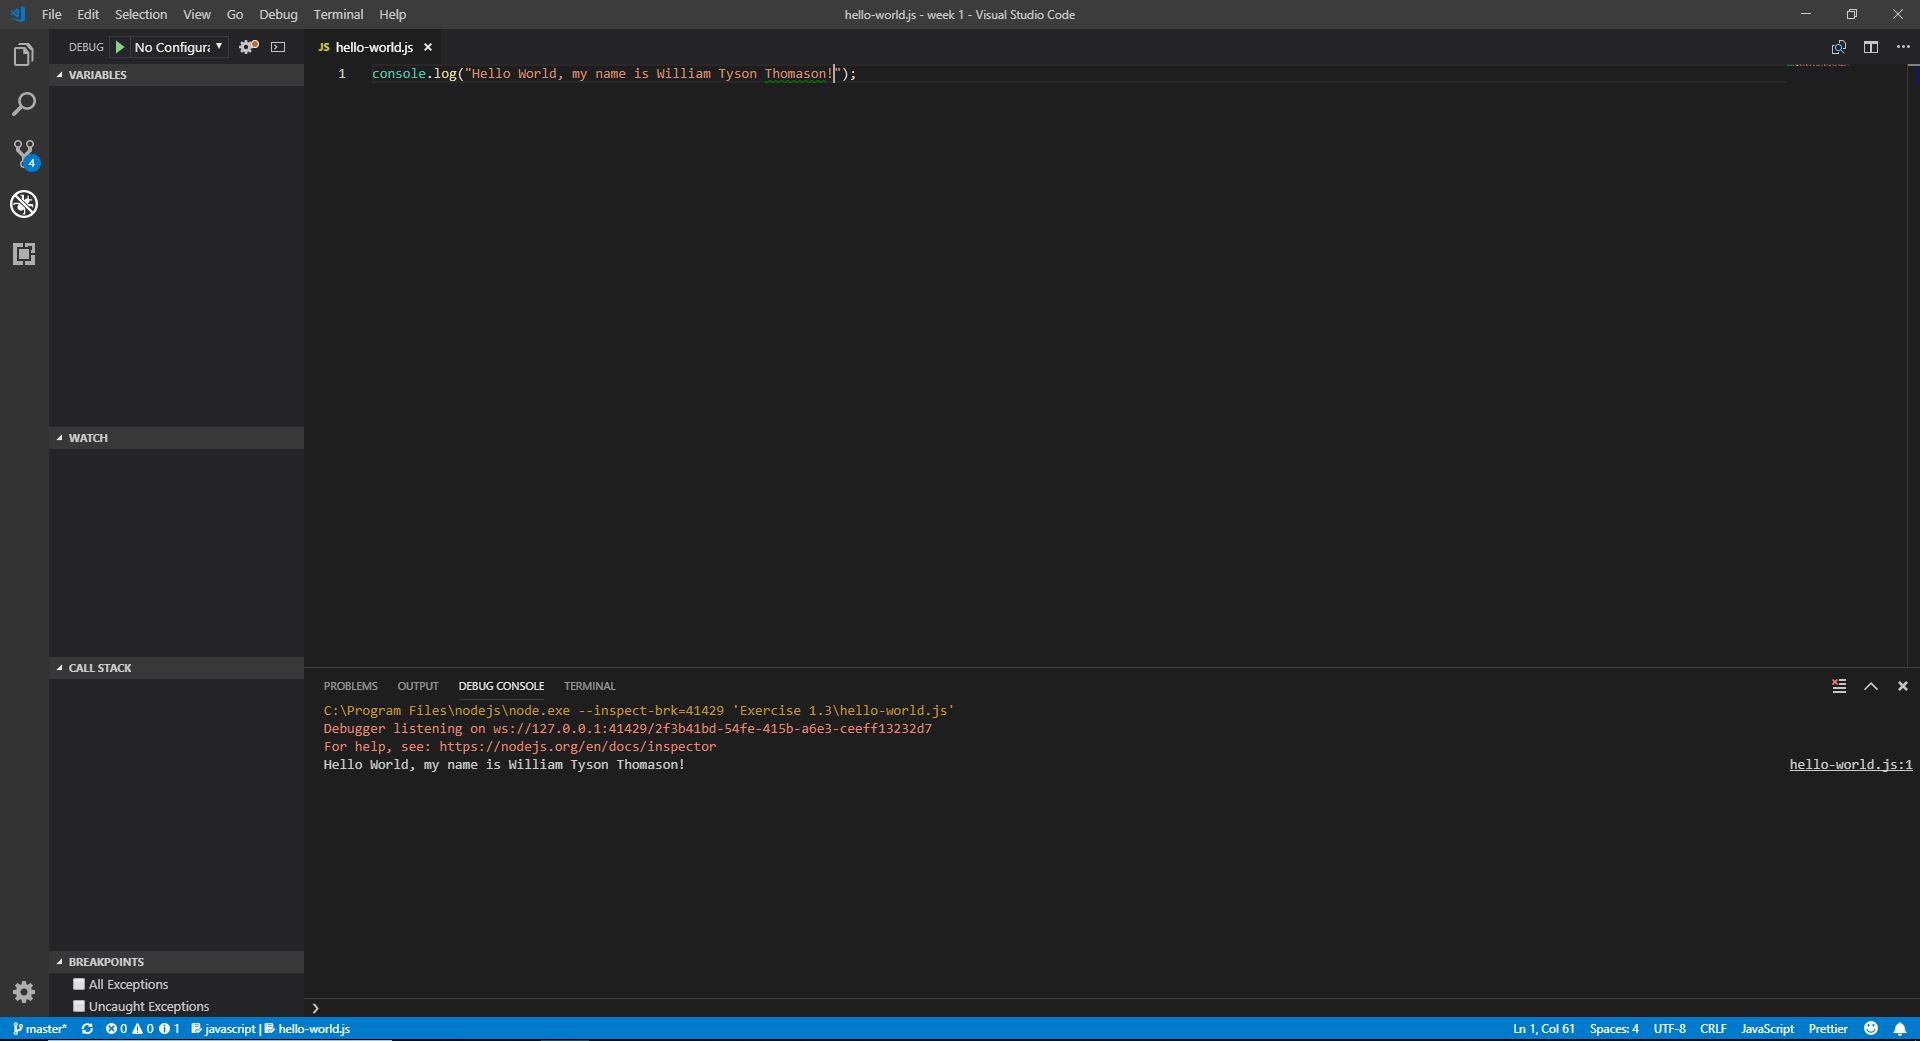 File Edit Selection View Go Debug Terminal Help
hello-world.js - week 1 - Visual Studio Code
DEBUG No Configura
JS hello-world.js
VARIABLES
1 console.log("Hello World, my name is William Tyson Thomason!");
4
WATCH
CALL STACK
PROBLEMS OUTPUT DEBUG CONSOLE TERMINAL
C:\Program Files\nodejs\node.exe --inspect-brk=41429 'Exercise 1.3\hello-world.js'
Debugger listening on ws://127.0.0.1:41429/2f3b41bd-54fe-415b-a6e3-ceeff13232d7
For help, see: https://nodejs.org/en/docs/inspector
Hello World, my name is William Tyson Thomason! hello-world.js:1
BREAKPOINTS
All Exceptions
Uncaught Exceptions
master* 0 0 1 javascript | hello-world.js Ln 1, Col 61 Spaces: 4 UTF-8 CRLF JavaScript Prettier